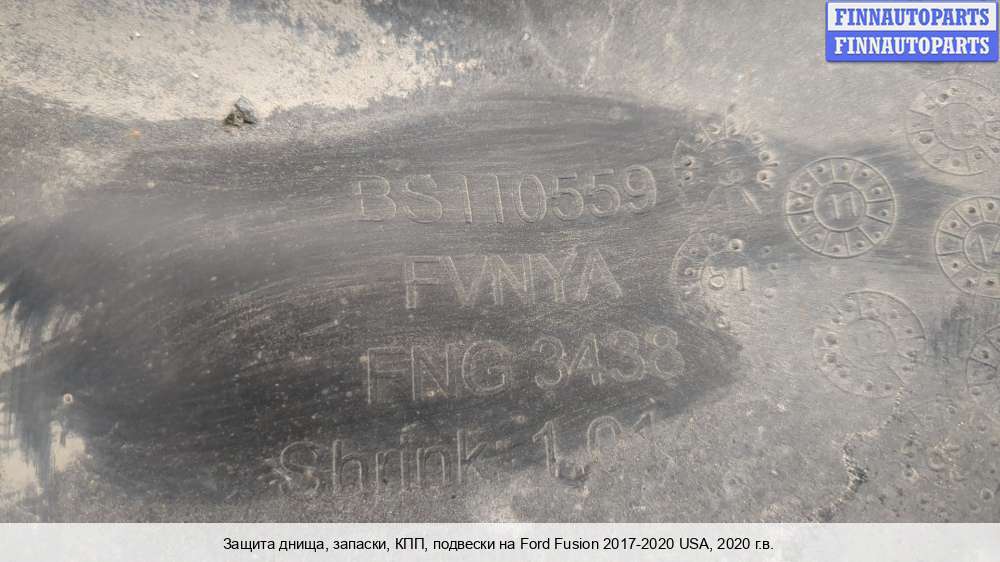 FINNAUTOPARTS
FINNAUTOPARTS
BS110559
FVNYA
FNG 3438
Shrink 1.01
11
Защита днища, запаски, КПП, подвески на Ford Fusion 2017-2020 USA, 2020 г.в.